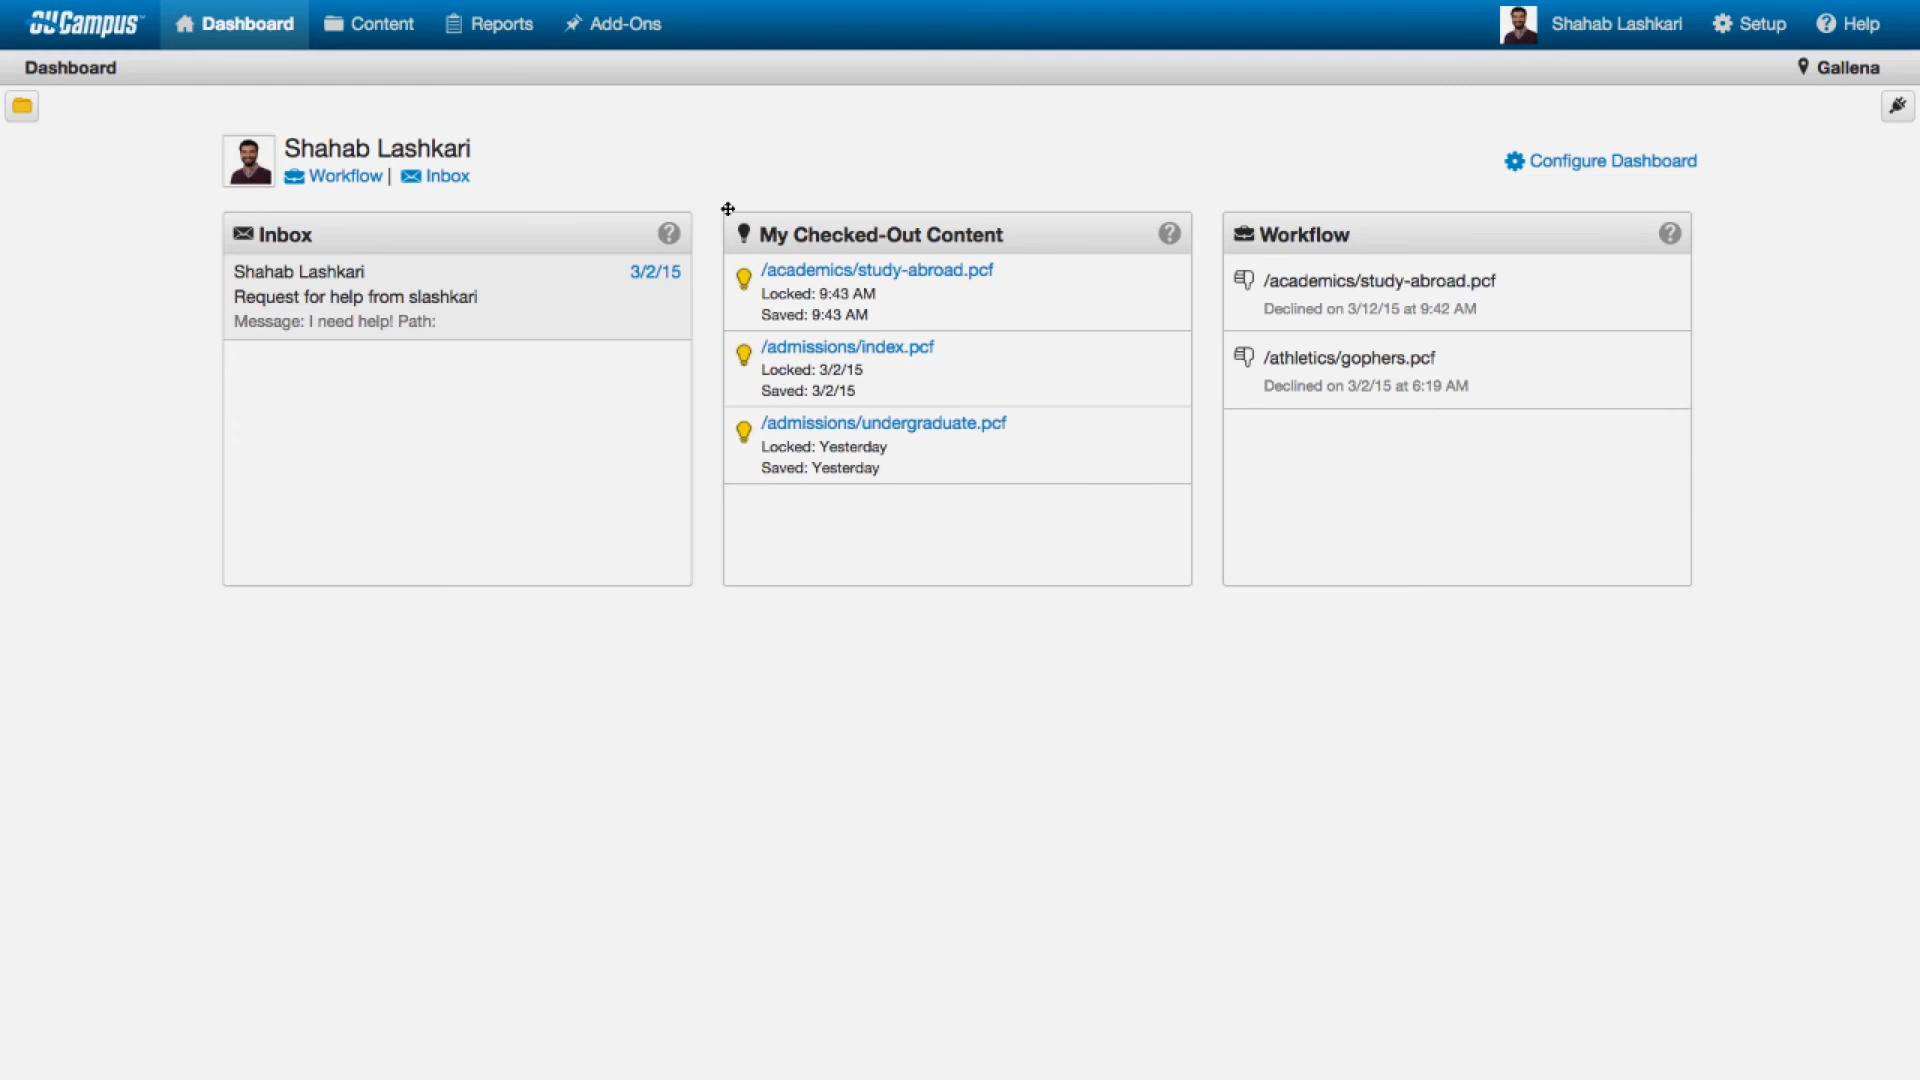 OU Campus™ Dashboard Content Reports Add-Ons Shahab Lashkari Setup Help
Dashboard Gallena
Shahab Lashkari
Workflow | Inbox
Configure Dashboard
Inbox
Shahab Lashkari 3/2/15
Request for help from slashkari
Message: I need help! Path:
My Checked-Out Content
/academics/study-abroad.pcf
Locked: 9:43 AM
Saved: 9:43 AM
/admissions/index.pcf
Locked: 3/2/15
Saved: 3/2/15
/admissions/undergraduate.pcf
Locked: Yesterday
Saved: Yesterday
Workflow
/academics/study-abroad.pcf
Declined on 3/12/15 at 9:42 AM
/athletics/gophers.pcf
Declined on 3/2/15 at 6:19 AM